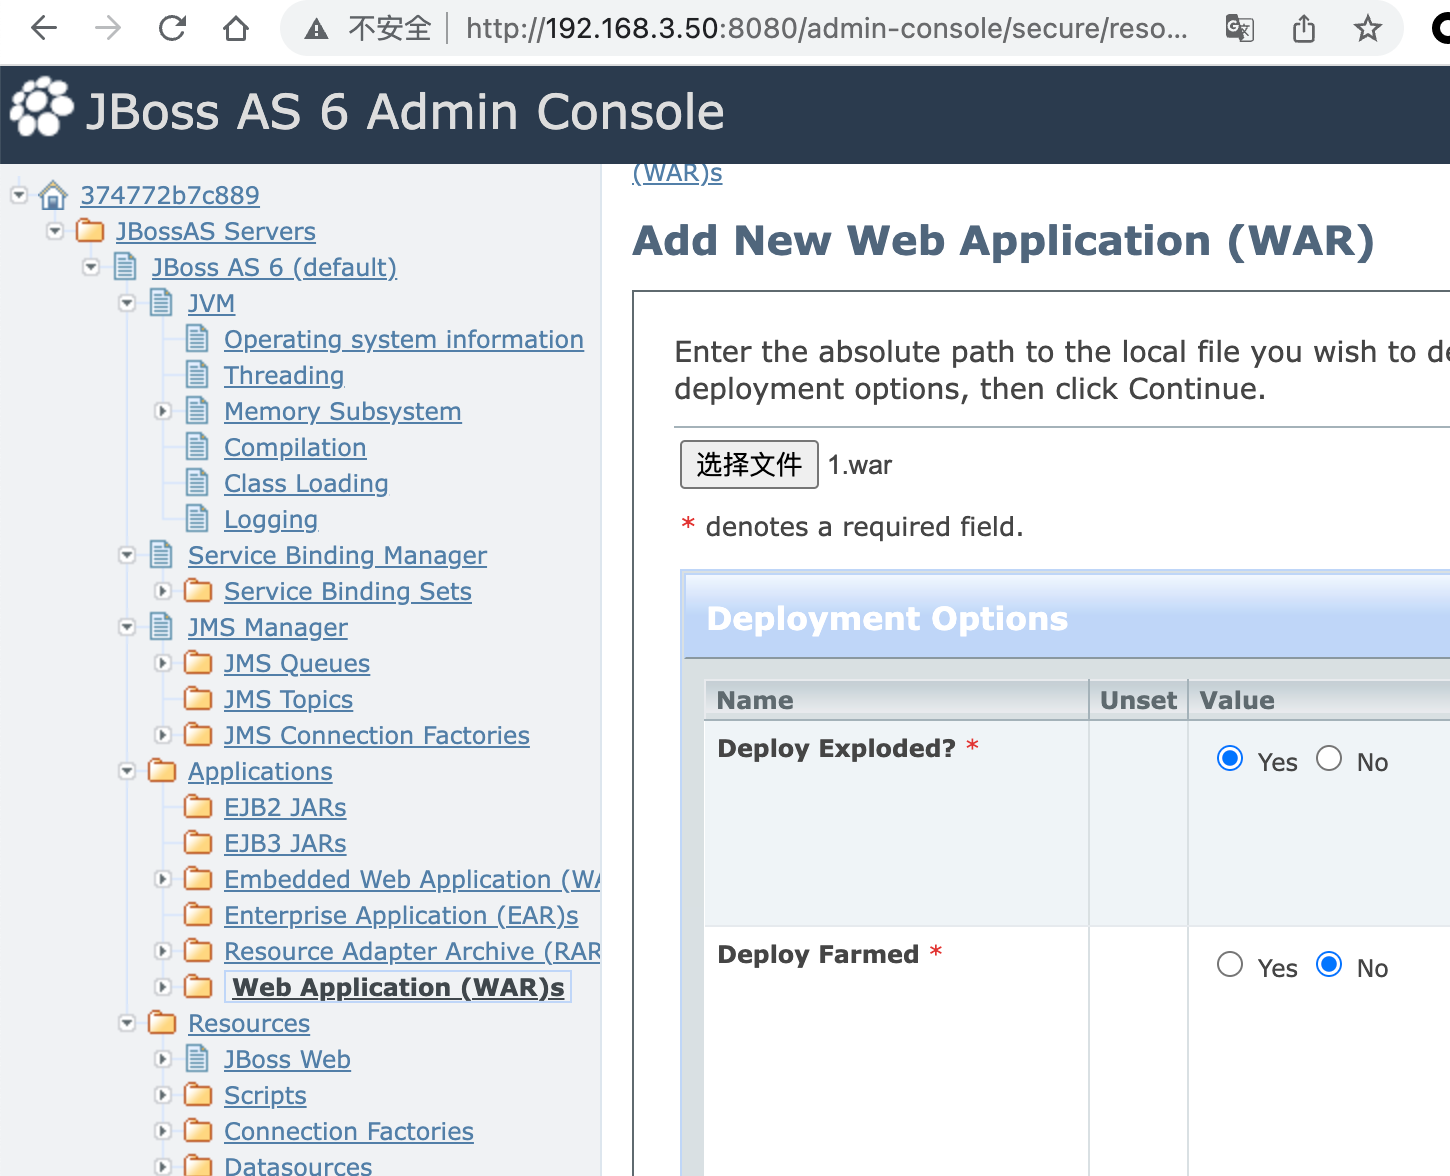 不安全 http://192.168.3.50:8080/admin-console/secure/reso...
JBoss AS 6 Admin Console
374772b7c889
JBossAS Servers
JBoss AS 6 (default)
JVM
Operating system information
Threading
Memory Subsystem
Compilation
Class Loading
Logging
Service Binding Manager
Service Binding Sets
JMS Manager
JMS Queues
JMS Topics
JMS Connection Factories
Applications
EJB2 JARs
EJB3 JARs
Embedded Web Application (WA
Enterprise Application (EAR)s
Resource Adapter Archive (RAR
Web Application (WAR)s
Resources
JBoss Web
Scripts
Connection Factories
Datasources
(WAR)s
Add New Web Application (WAR)
Enter the absolute path to the local file you wish to de
deployment options, then click Continue.
选择文件 1.war
* denotes a required field.
Deployment Options
Name Unset Value
Deploy Exploded? * Yes No
Deploy Farmed * Yes No